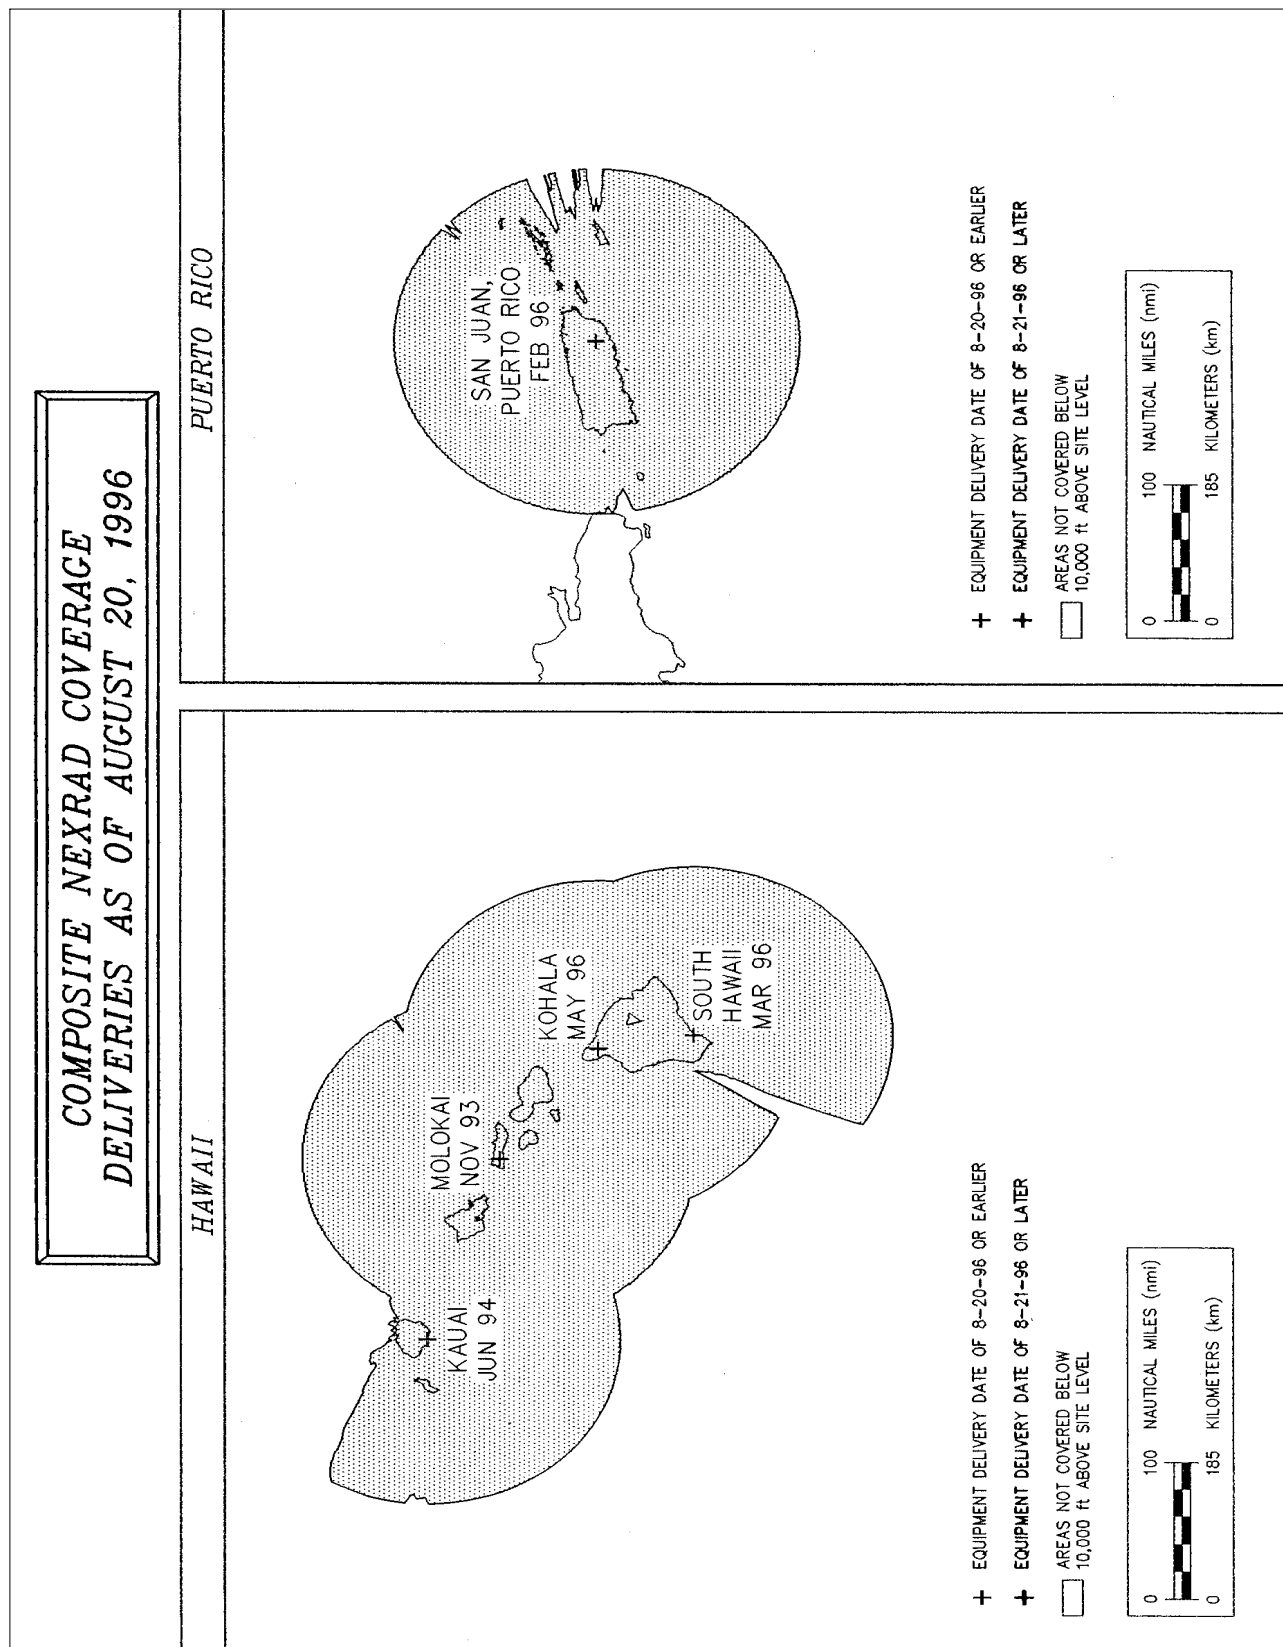 COMPOSITE NEXRAD COVERAGE
DELIVERIES AS OF AUGUST 20, 1996
HAWAII
KAUAI
JUN 94
MOLOKAI
NOV 93
KOHALA
MAY 96
SOUTH
HAWAII
MAR 96
+ EQUIPMENT DELIVERY DATE OF 8-20-96 OR EARLIER
+ EQUIPMENT DELIVERY DATE OF 8-21-96 OR LATER
AREAS NOT COVERED BELOW
10,000 ft ABOVE SITE LEVEL
0 100 NAUTICAL MILES (nmi)
0 185 KILOMETERS (km)
PUERTO RICO
SAN JUAN,
PUERTO RICO
FEB 96
+ EQUIPMENT DELIVERY DATE OF 8-20-96 OR EARLIER
+ EQUIPMENT DELIVERY DATE OF 8-21-96 OR LATER
AREAS NOT COVERED BELOW
10,000 ft ABOVE SITE LEVEL
0 100 NAUTICAL MILES (nmi)
0 185 KILOMETERS (km)